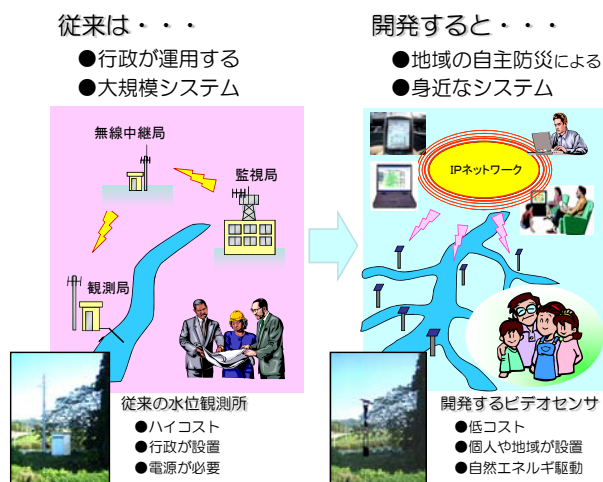 従来は・・・
●行政が運用する
●大規模システム
無線中継局
監視局
観測局
従来の水位観測所
●ハイコスト
●行政が設置
●電源が必要
開発すると・・・
●地域の自主防災による
●身近なシステム
IPネットワーク
開発するビデオセンサ
●低コスト
●個人や地域が設置
●自然エネルギ駆動